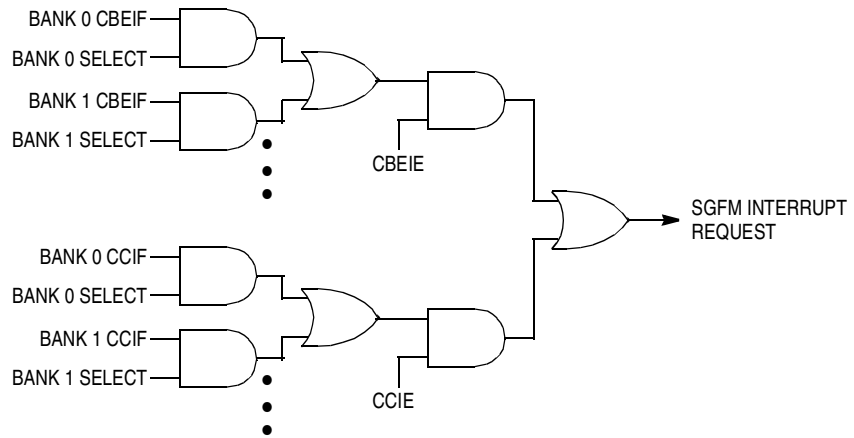 BANK 0 CBEIF
BANK 0 SELECT
BANK 1 CBEIF
BANK 1 SELECT
CBEIE
SGFM INTERRUPT
REQUEST
BANK 0 CCIF
BANK 0 SELECT
BANK 1 CCIF
BANK 1 SELECT
CCIE